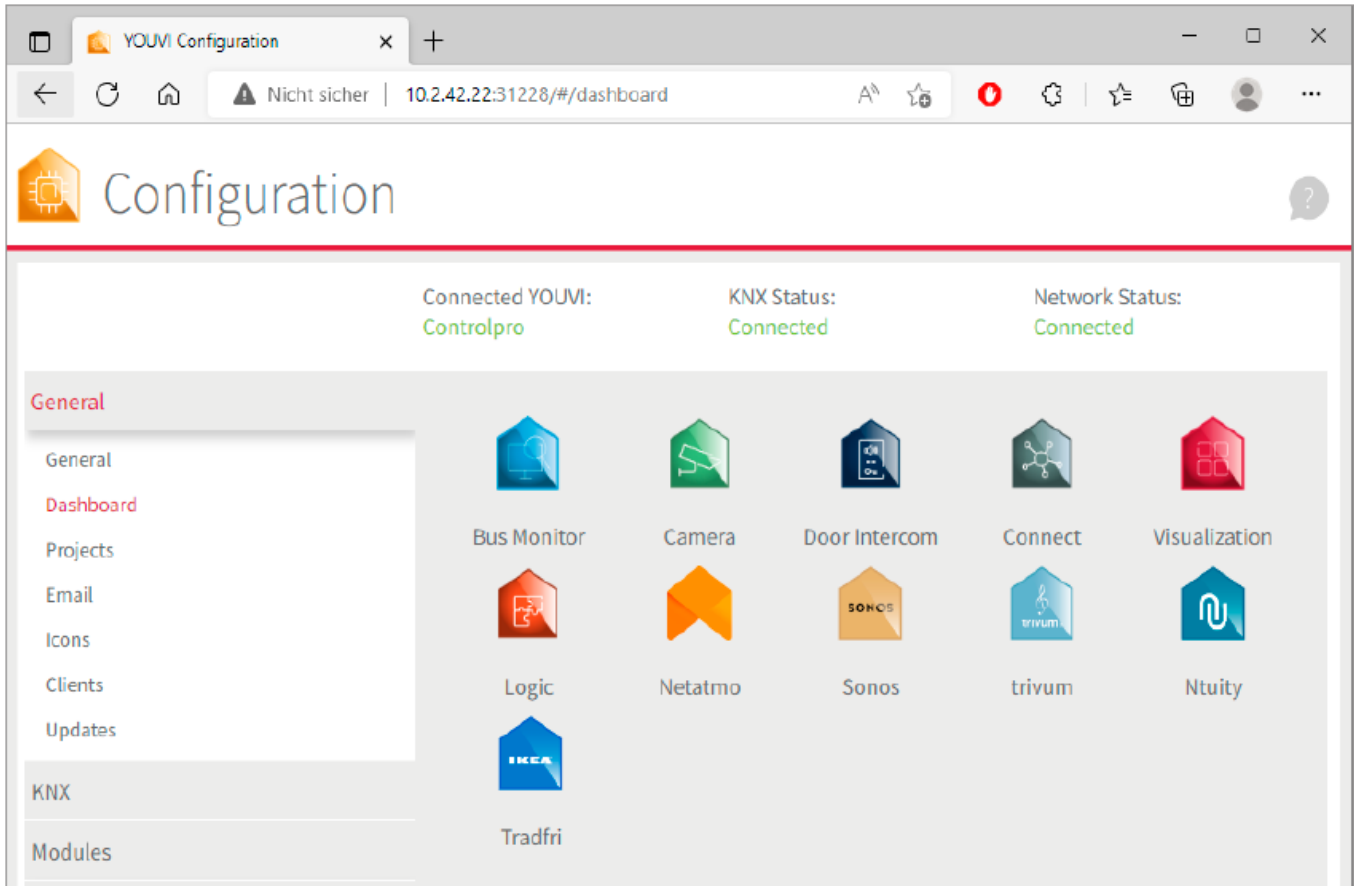 YOUVI Configuration
Nicht sicher | 10.2.42.22:31228/#/dashboard
Configuration
?
Connected YOUVI: KNX Status: Network Status:
Controlpro Connected Connected
General
General
Dashboard
Projects
Email
Icons
Clients
Updates
KNX
Modules
Bus Monitor Camera Door Intercom Connect Visualization
SONOS trivum
Logic Netatmo Sonos trivum Ntuity
IKEA
Tradfri